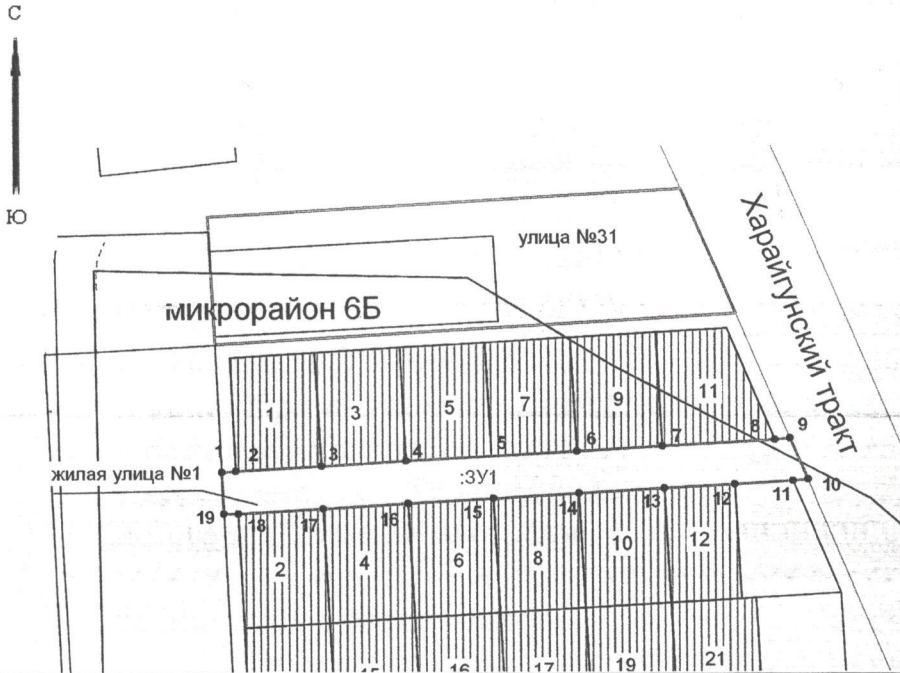 С
Ю
улица №31
Харайгунский тракт
микрорайон 6Б
1 3 5 7 9 11
1 2 3 4 5 6 7 8 9
жилая улица №1
:ЗУ1
19 18 17 16 15 14 13 12 11 10
2 4 6 8 10 12
15 16 17 19 21